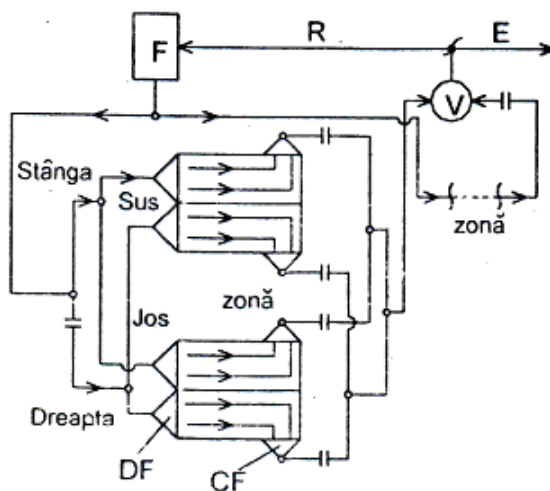 R E
F
V
Stânga
Sus
zonă
zonă
Jos
Dreapta
DF
CF